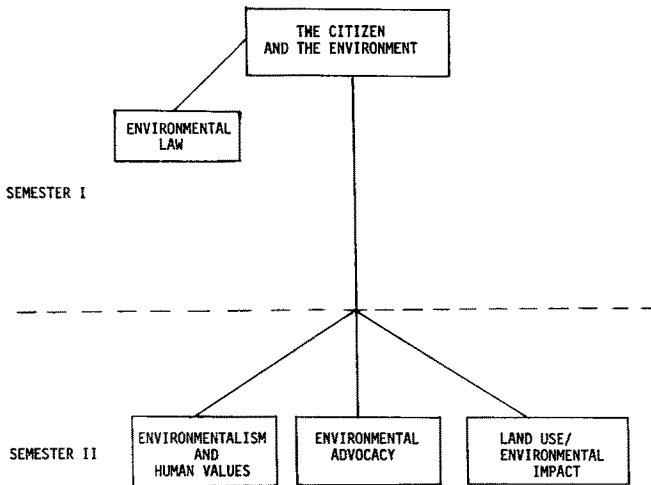 THE CITIZEN
AND THE ENVIRONMENT
ENVIRONMENTAL
LAW
SEMESTER I
SEMESTER II
ENVIRONMENTALISM
AND
HUMAN VALUES
ENVIRONMENTAL
ADVOCACY
LAND USE/
ENVIRONMENTAL
IMPACT